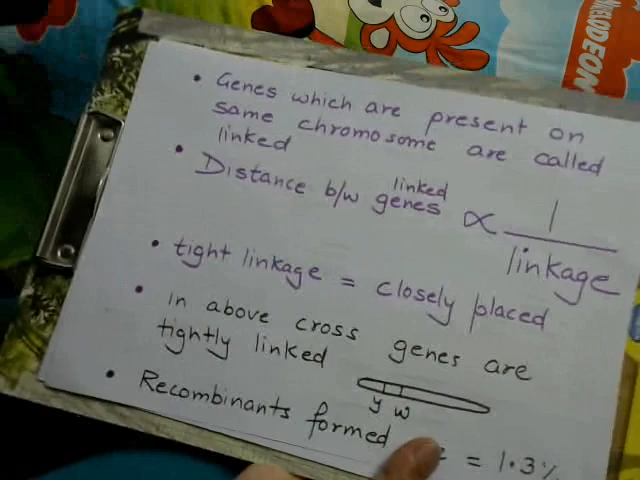 NICKELODEON
• Genes which are present on
same chromosome are called
linked
• Distance b/w linked genes ∝ 1/linkage
• tight linkage = closely placed
• in above cross genes are
tightly linked
y w
• Recombinants formed = 1.3%